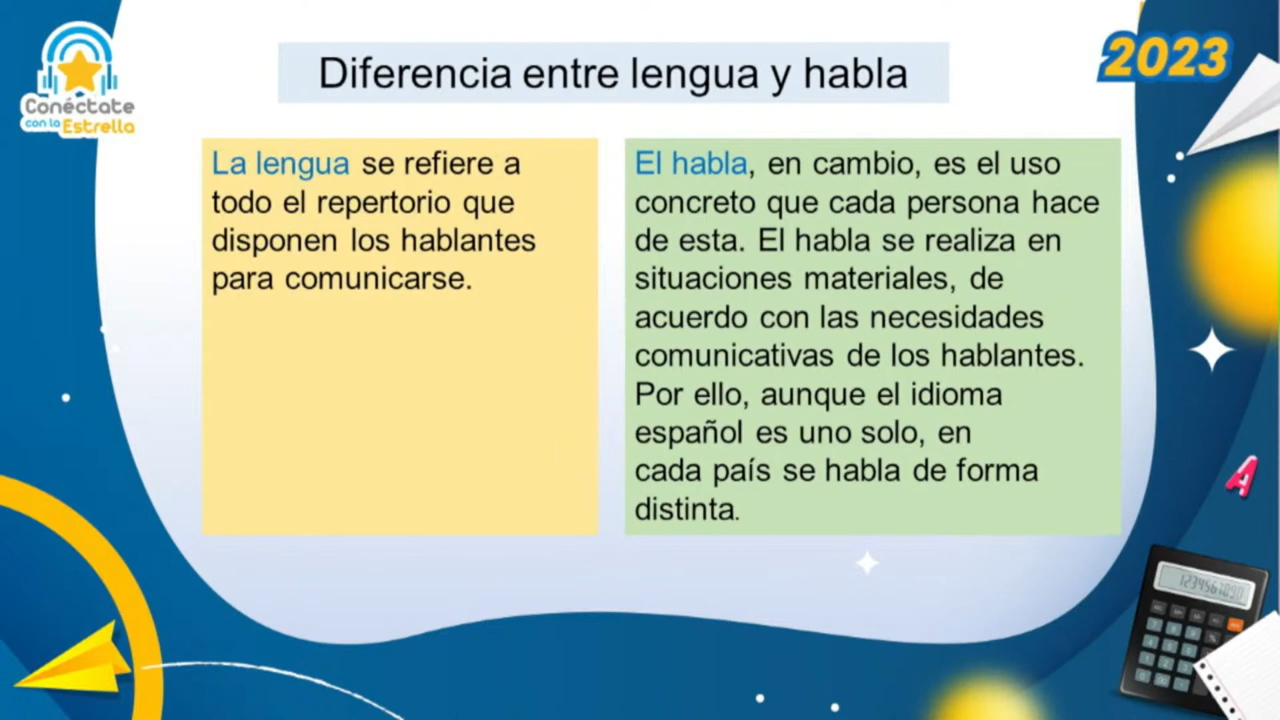 Conéctate
con la Estrella
Diferencia entre lengua y habla
2023
La lengua se refiere a
todo el repertorio que
disponen los hablantes
para comunicarse.
El habla, en cambio, es el uso
concreto que cada persona hace
de esta. El habla se realiza en
situaciones materiales, de
acuerdo con las necesidades
comunicativas de los hablantes.
Por ello, aunque el idioma
español es uno solo, en
cada país se habla de forma
distinta.
A
1234567890